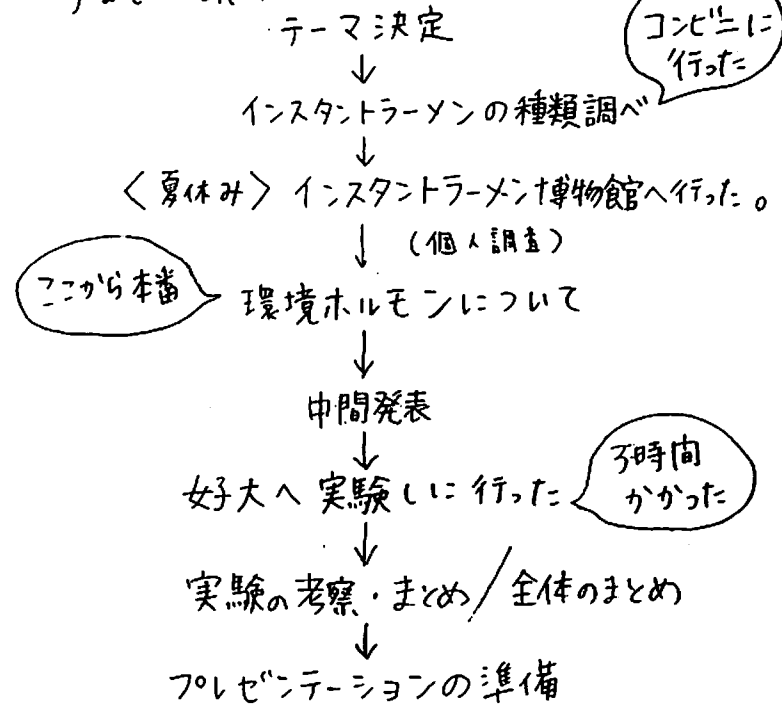 テーマ決定
コンビニに
行った
↓
インスタントラーメンの種類調べ
↓
〈夏休み〉インスタントラーメン博物館へ行った。
↓ (個人調査)
ここから本番
環境ホルモンについて
↓
中間発表
↓
女子大へ実験しに行った
時間
かかった
↓
実験の考察・まとめ/全体のまとめ
↓
プレゼンテーションの準備